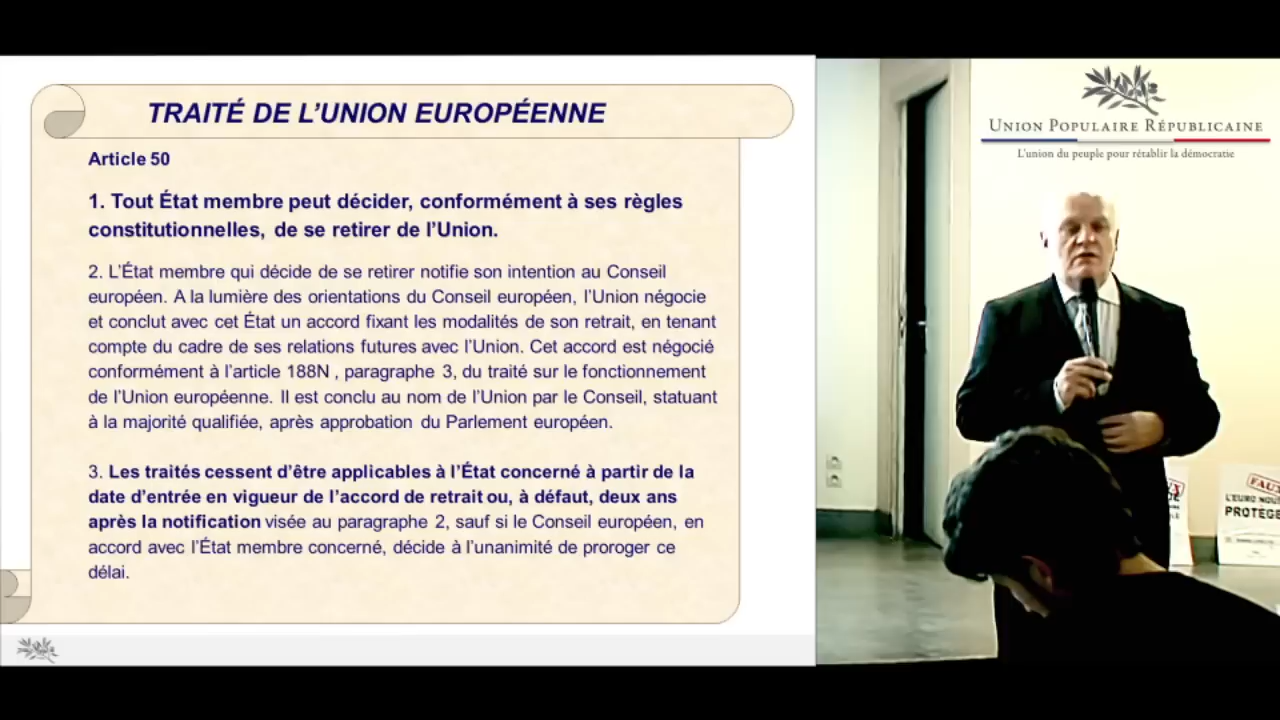 TRAITÉ DE L'UNION EUROPÉENNE
Article 50
1. Tout État membre peut décider, conformément à ses règles
constitutionnelles, de se retirer de l'Union.
2. L'État membre qui décide de se retirer notifie son intention au Conseil
européen. A la lumière des orientations du Conseil européen, l'Union négocie
et conclut avec cet État un accord fixant les modalités de son retrait, en tenant
compte du cadre de ses relations futures avec l'Union. Cet accord est négocié
conformément à l'article 188N , paragraphe 3, du traité sur le fonctionnement
de l'Union européenne. Il est conclu au nom de l'Union par le Conseil, statuant
à la majorité qualifiée, après approbation du Parlement européen.
3. Les traités cessent d'être applicables à l'État concerné à partir de la
date d'entrée en vigueur de l'accord de retrait ou, à défaut, deux ans
après la notification visée au paragraphe 2, sauf si le Conseil européen, en
accord avec l'État membre concerné, décide à l'unanimité de proroger ce
délai.
UNION POPULAIRE RÉPUBLICAINE
L'union du peuple pour rétablir la démocratie
FAUX
L'EURO NOUS
PROTÈGE